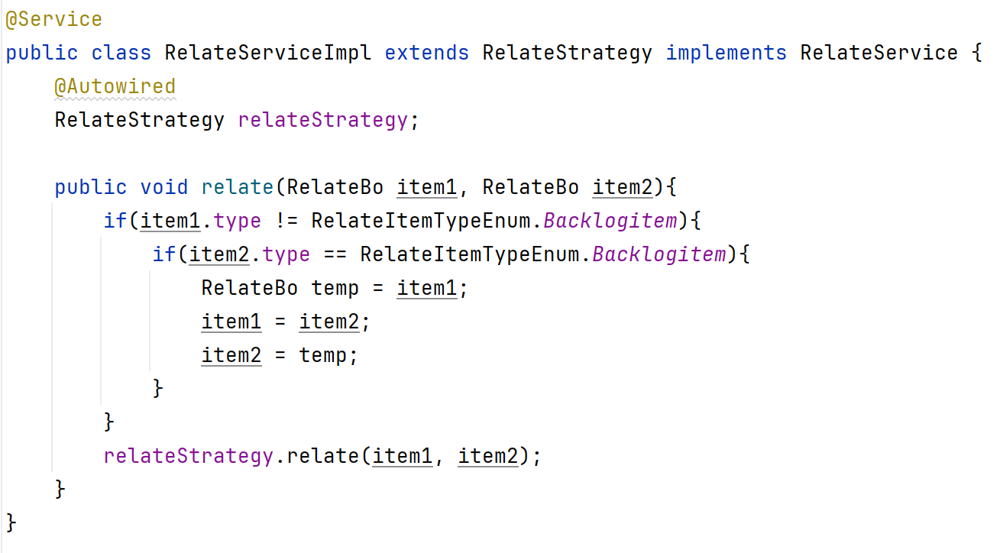 @Service
public class RelateServiceImpl extends RelateStrategy implements RelateService {
    @Autowired
    RelateStrategy relateStrategy;

    public void relate(RelateBo item1, RelateBo item2){
        if(item1.type != RelateItemTypeEnum.Backlogitem){
            if(item2.type == RelateItemTypeEnum.Backlogitem){
                RelateBo temp = item1;
                item1 = item2;
                item2 = temp;
            }
        }
        relateStrategy.relate(item1, item2);
    }
}